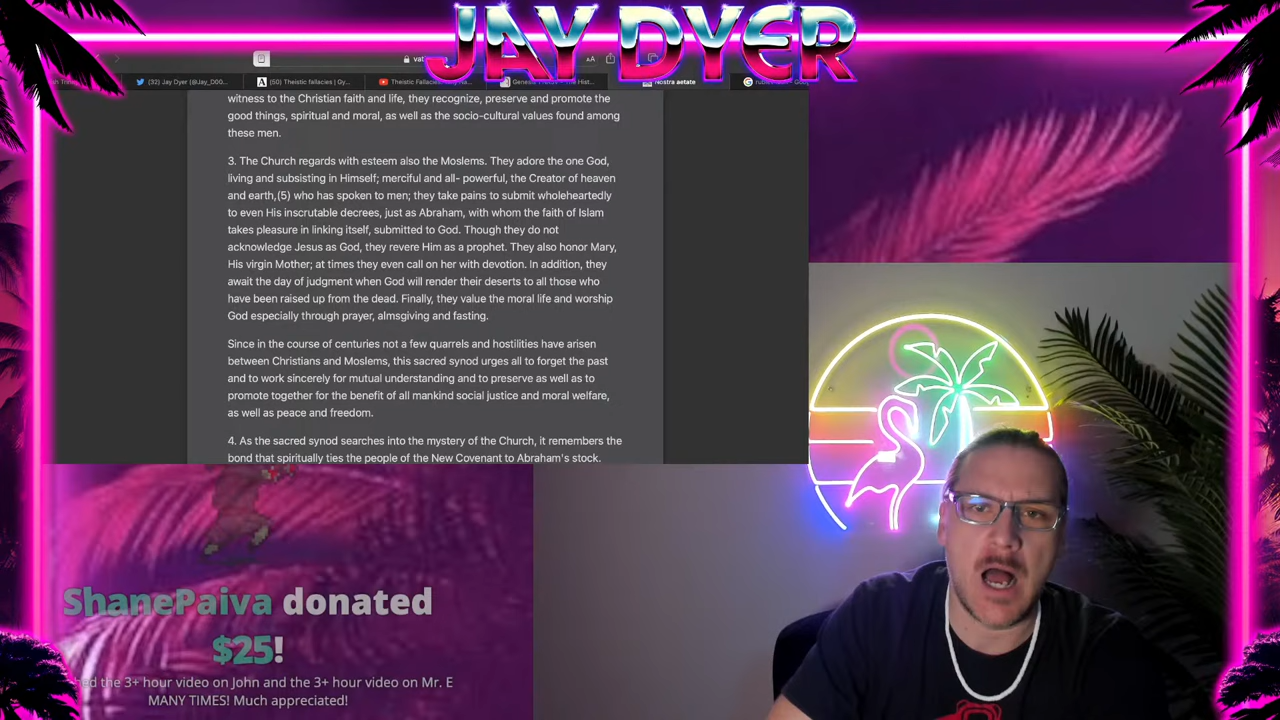 JAY DYER
vat
AA
(32) Jay Dyer (@Jay_D00...
(50) Theistic fallacies | Gy...
Theistic Fallacies
Nostra aetate
witness to the Christian faith and life, they recognize, preserve and promote the
good things, spiritual and moral, as well as the socio-cultural values found among
these men.
3. The Church regards with esteem also the Moslems. They adore the one God,
living and subsisting in Himself; merciful and all- powerful, the Creator of heaven
and earth,(5) who has spoken to men; they take pains to submit wholeheartedly
to even His inscrutable decrees, just as Abraham, with whom the faith of Islam
takes pleasure in linking itself, submitted to God. Though they do not
acknowledge Jesus as God, they revere Him as a prophet. They also honor Mary,
His virgin Mother; at times they even call on her with devotion. In addition, they
await the day of judgment when God will render their deserts to all those who
have been raised up from the dead. Finally, they value the moral life and worship
God especially through prayer, almsgiving and fasting.
Since in the course of centuries not a few quarrels and hostilities have arisen
between Christians and Moslems, this sacred synod urges all to forget the past
and to work sincerely for mutual understanding and to preserve as well as to
promote together for the benefit of all mankind social justice and moral welfare,
as well as peace and freedom.
4. As the sacred synod searches into the mystery of the Church, it remembers the
bond that spiritually ties the people of the New Covenant to Abraham's stock.
ShanePaiva donated
$25!
the 3+ hour video on John and the 3+ hour video on Mr. E
MANY TIMES! Much appreciated!